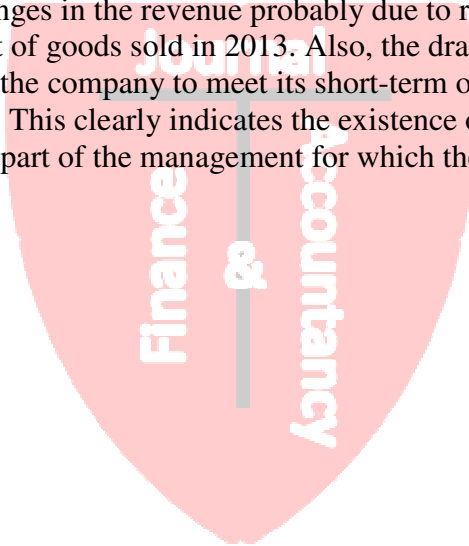 nges in the revenue probably due to r
t of goods sold in 2013. Also, the dra
the company to meet its short-term o
This clearly indicates the existence o
part of the management for which the
Journal
Finance
&
Accountancy